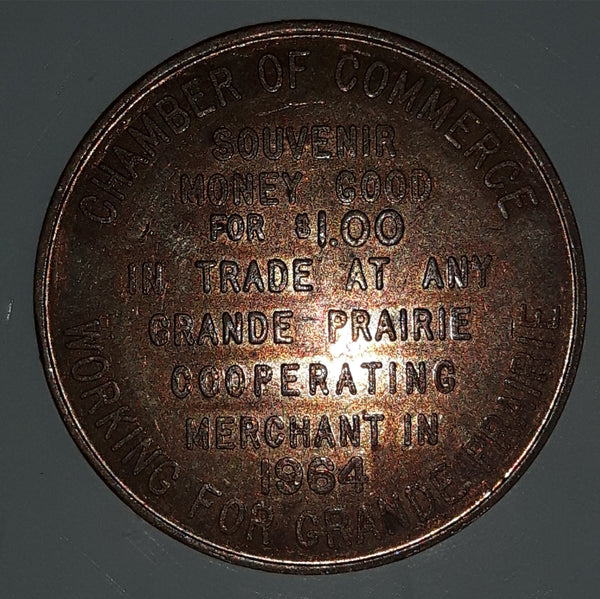 CHAMBER OF COMMERCE
SOUVENIR
MONEY GOOD
FOR $1.00
IN TRADE AT ANY
GRANDE PRAIRIE
COOPERATING
MERCHANT IN
1964
WORKING FOR GRANDE PRAIRIE